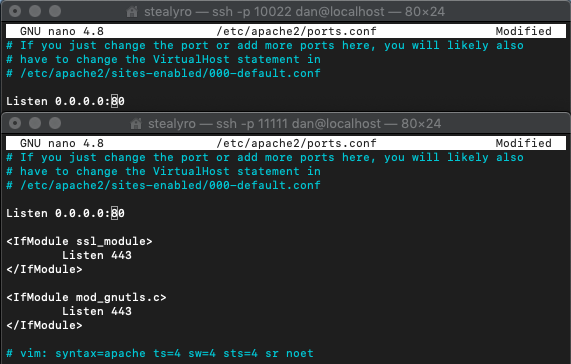 stealyro — ssh -p 10022 dan@localhost — 80×24
GNU nano 4.8 /etc/apache2/ports.conf Modified
# If you just change the port or add more ports here, you will likely also
# have to change the VirtualHost statement in
# /etc/apache2/sites-enabled/000-default.conf
Listen 0.0.0.0:80
stealyro — ssh -p 11111 dan@localhost — 80×24
GNU nano 4.8 /etc/apache2/ports.conf Modified
# If you just change the port or add more ports here, you will likely also
# have to change the VirtualHost statement in
# /etc/apache2/sites-enabled/000-default.conf
Listen 0.0.0.0:80
<IfModule ssl_module>
Listen 443
</IfModule>
<IfModule mod_gnutls.c>
Listen 443
</IfModule>
# vim: syntax=apache ts=4 sw=4 sts=4 sr noet